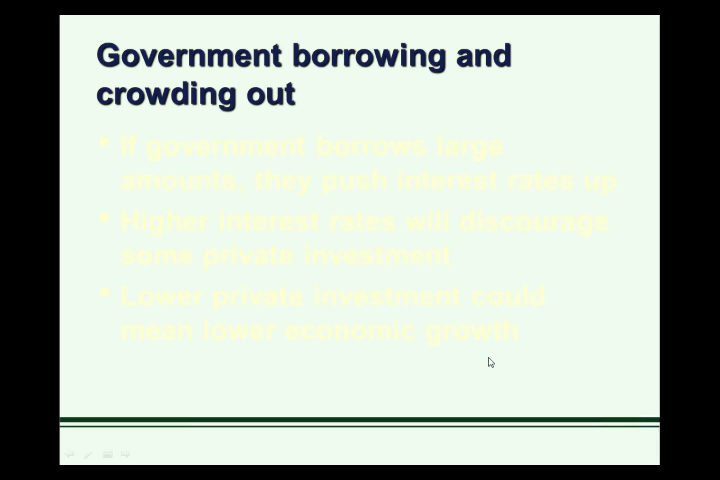 Government borrowing and
crowding out
• If government borrows large
amounts, they push interest rates up
• Higher interest rates will discourage
some private investment
• Lower private investment could
mean lower economic growth